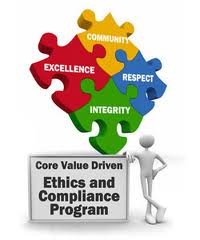 COMMUNITY
EXCELLENCE
RESPECT
INTEGRITY
Core Value Driven
Ethics and
Compliance
Program